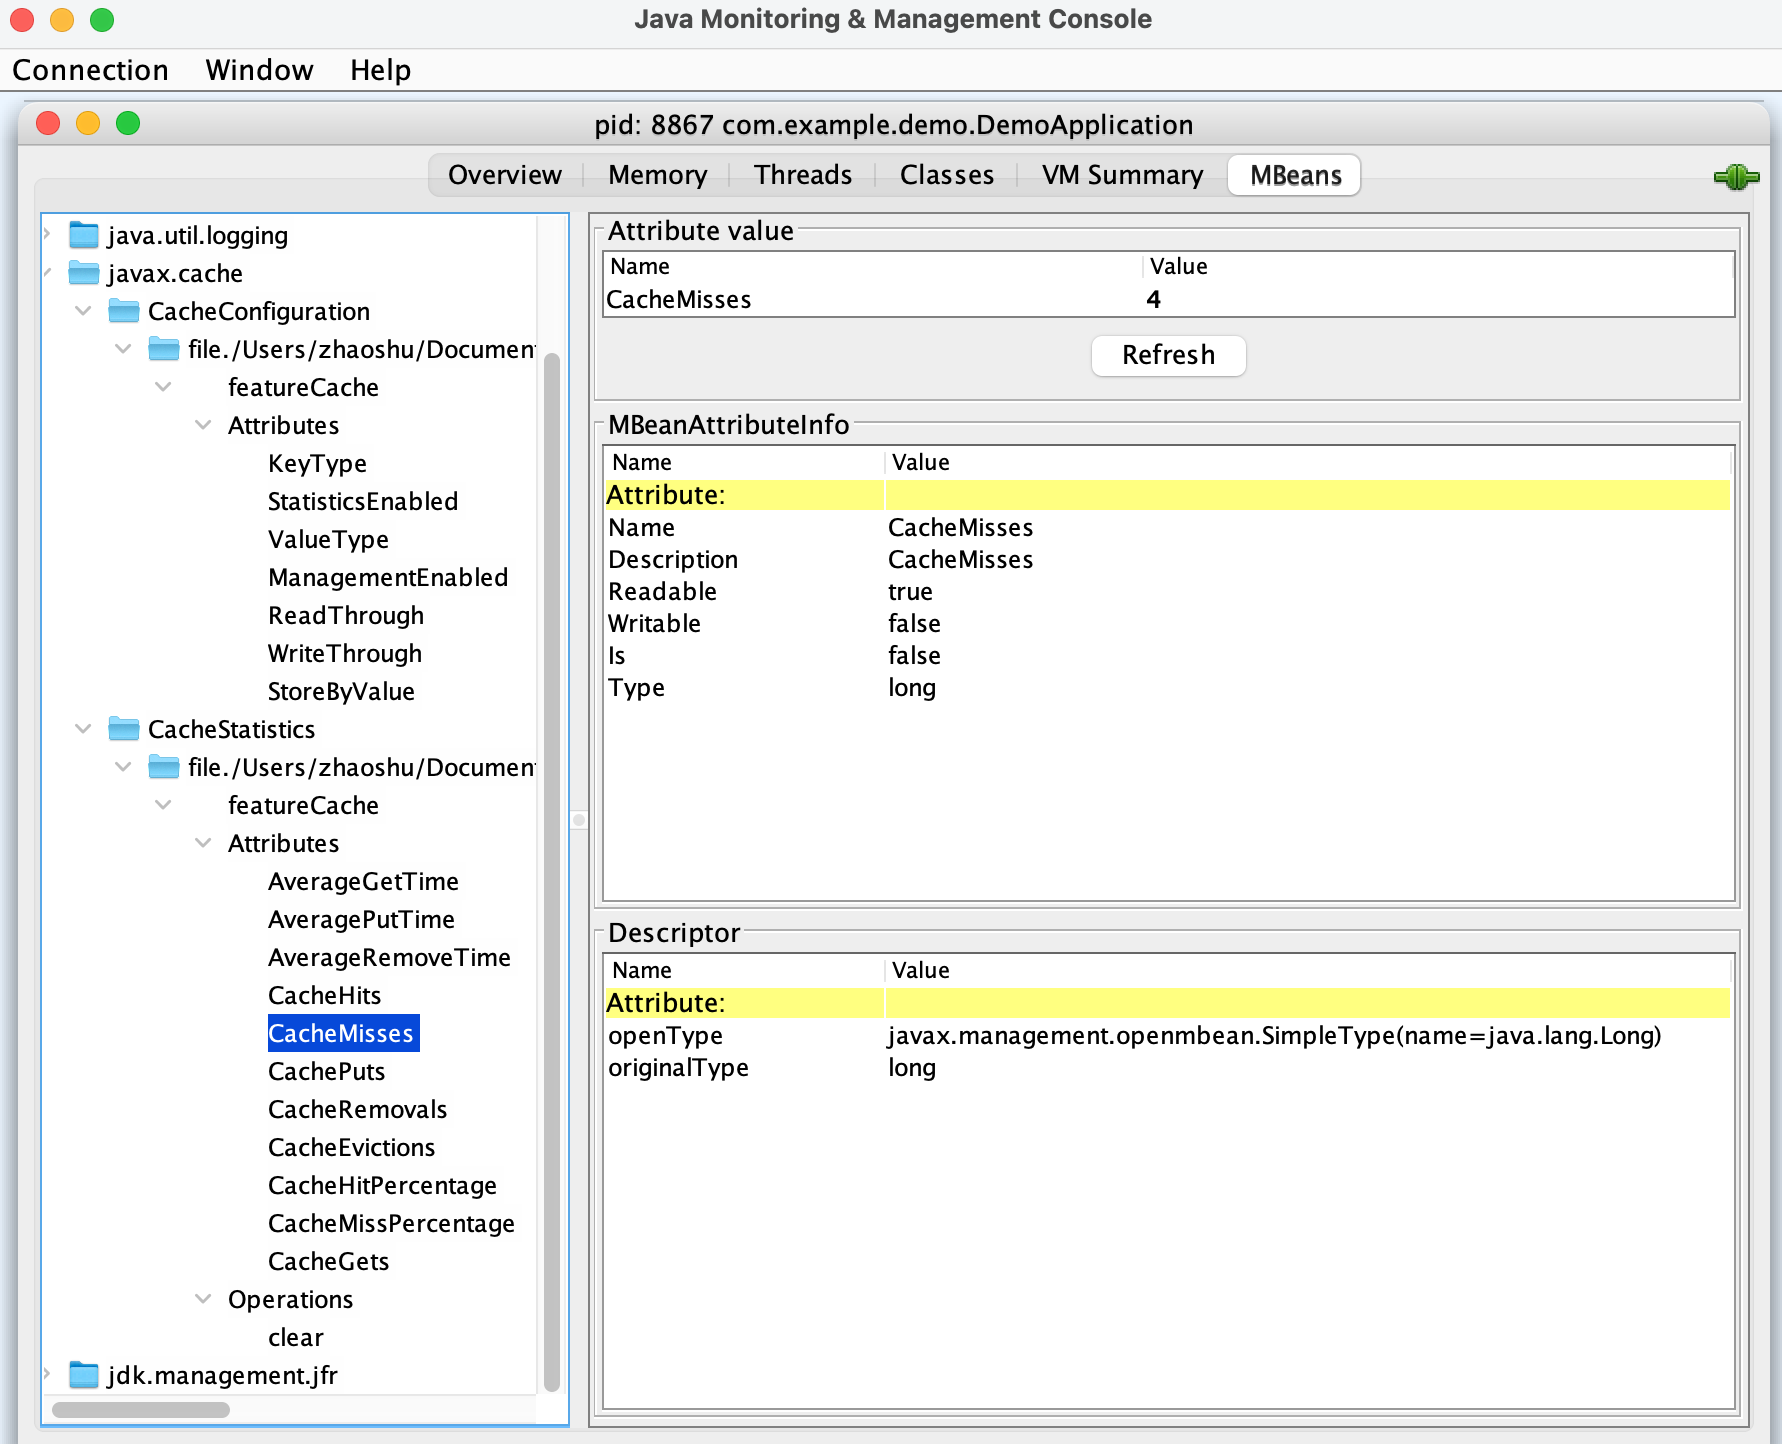 Java Monitoring & Management Console
Connection Window Help
pid: 8867 com.example.demo.DemoApplication
Overview Memory Threads Classes VM Summary MBeans
java.util.logging
javax.cache
CacheConfiguration
file./Users/zhaoshu/Document
featureCache
Attributes
KeyType
StatisticsEnabled
ValueType
ManagementEnabled
ReadThrough
WriteThrough
StoreByValue
CacheStatistics
file./Users/zhaoshu/Document
featureCache
Attributes
AverageGetTime
AveragePutTime
AverageRemoveTime
CacheHits
CacheMisses
CachePuts
CacheRemovals
CacheEvictions
CacheHitPercentage
CacheMissPercentage
CacheGets
Operations
clear
jdk.management.jfr
Attribute value
Name Value
CacheMisses 4
Refresh
MBeanAttributeInfo
Name Value
Attribute:
Name CacheMisses
Description CacheMisses
Readable true
Writable false
Is false
Type long
Descriptor
Name Value
Attribute:
openType javax.management.openmbean.SimpleType(name=java.lang.Long)
originalType long